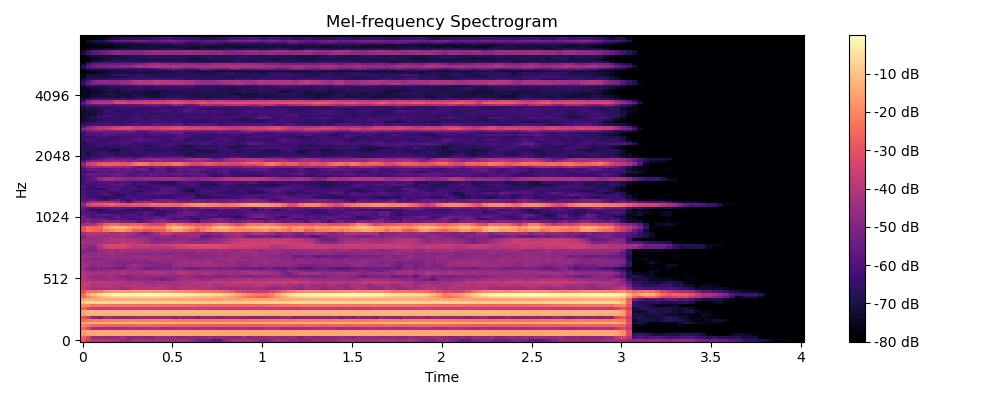 Mel-frequency Spectrogram
Hz
4096
2048
1024
512
0
0 0.5 1 1.5 2 2.5 3 3.5 4
Time
-10 dB
-20 dB
-30 dB
-40 dB
-50 dB
-60 dB
-70 dB
-80 dB